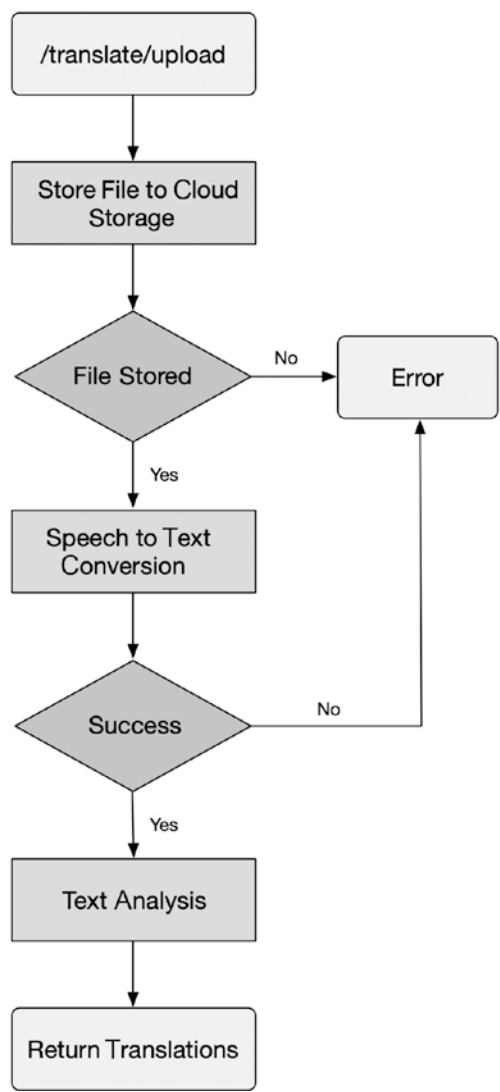 /translate/upload
Store File to Cloud
Storage
File Stored
No
Error
Yes
Speech to Text
Conversion
Success
No
Yes
Text Analysis
Return Translations